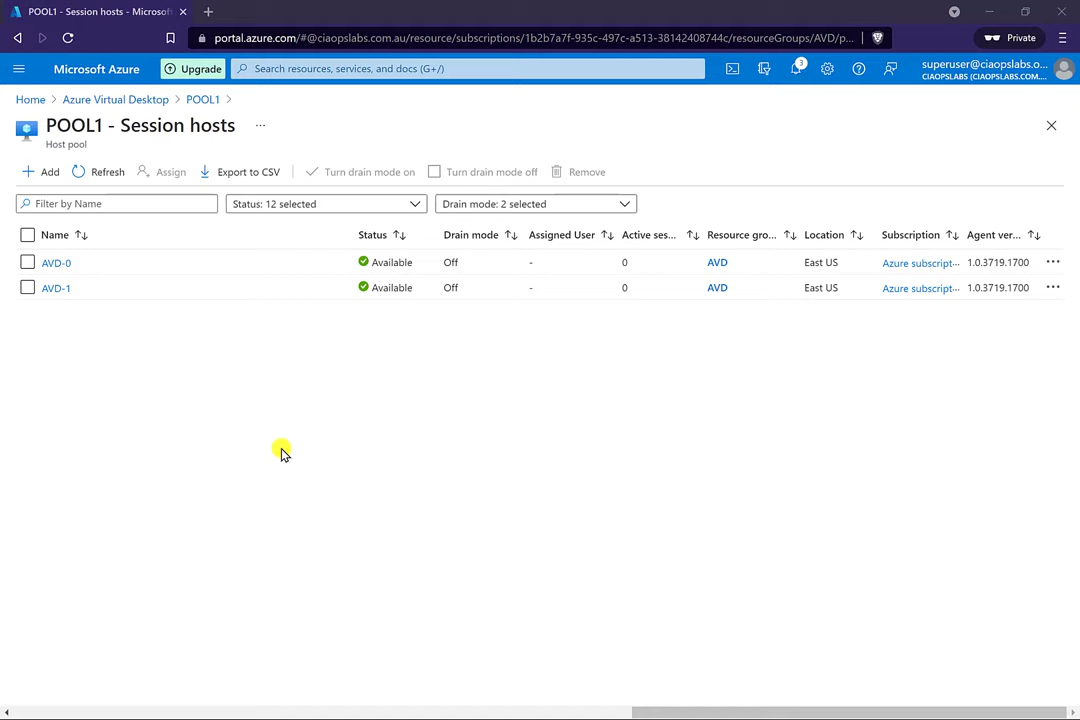 POOL1 - Session hosts - Microsof
portal.azure.com/#@ciaopslabs.com.au/resource/subscriptions/1b2b7a7f-935c-497c-a513-38142408744c/resourceGroups/AVD/p...
Private
Microsoft Azure
Upgrade
Search resources, services, and docs (G+/)
3
superuser@ciaopslabs.o...
CIAOPSLABS (CIAOPSLABS.COM....
Home > Azure Virtual Desktop > POOL1 >
POOL1 - Session hosts ...
Host pool
Add Refresh Assign Export to CSV Turn drain mode on Turn drain mode off Remove
Filter by Name Status: 12 selected Drain mode: 2 selected
Name Status Drain mode Assigned User Active ses... Resource gro... Location Subscription Agent ver...
AVD-0 Available Off - 0 AVD East US Azure subscript... 1.0.3719.1700 ...
AVD-1 Available Off - 0 AVD East US Azure subscript... 1.0.3719.1700 ...